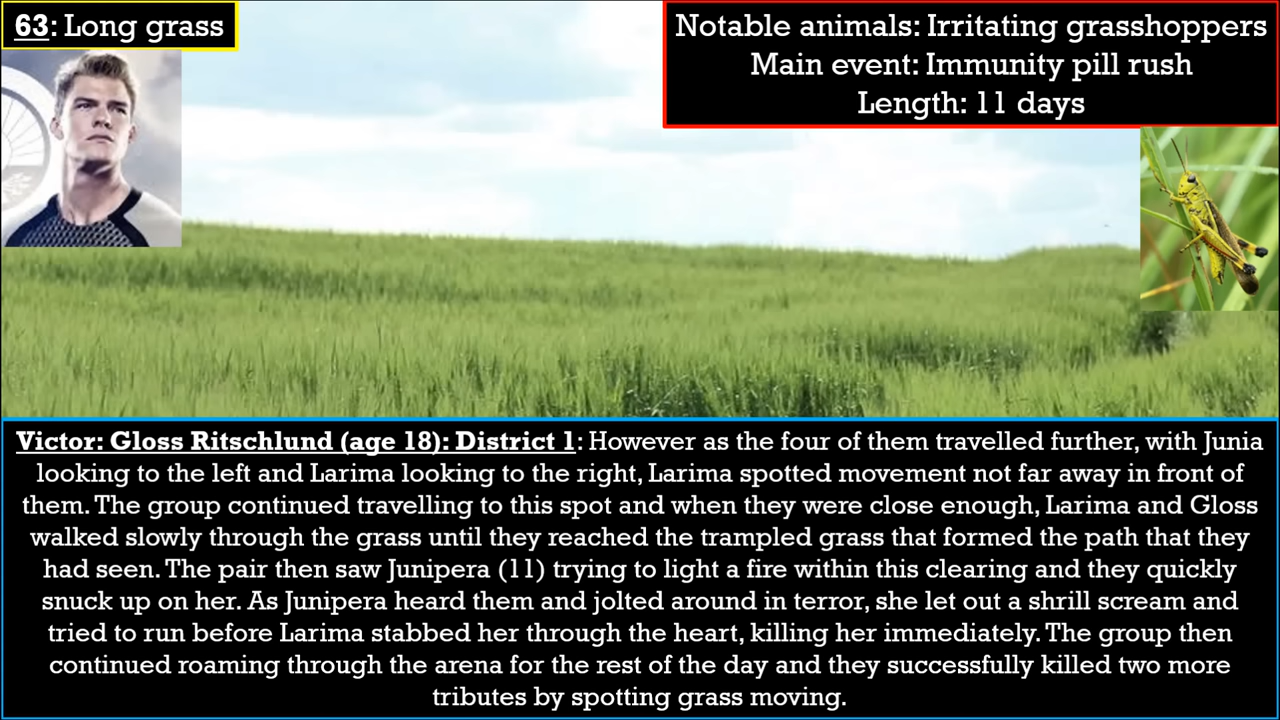 63: Long grass
Notable animals: Irritating grasshoppers
Main event: Immunity pill rush
Length: 11 days
Victor: Gloss Ritschlund (age 18): District 1: However as the four of them travelled further, with Junia
looking to the left and Larima looking to the right, Larima spotted movement not far away in front of
them. The group continued travelling to this spot and when they were close enough, Larima and Gloss
walked slowly through the grass until they reached the trampled grass that formed the path that they
had seen. The pair then saw Junipera (11) trying to light a fire within this clearing and they quickly
snuck up on her. As Junipera heard them and jolted around in terror, she let out a shrill scream and
tried to run before Larima stabbed her through the heart, killing her immediately. The group then
continued roaming through the arena for the rest of the day and they successfully killed two more
tributes by spotting grass moving.